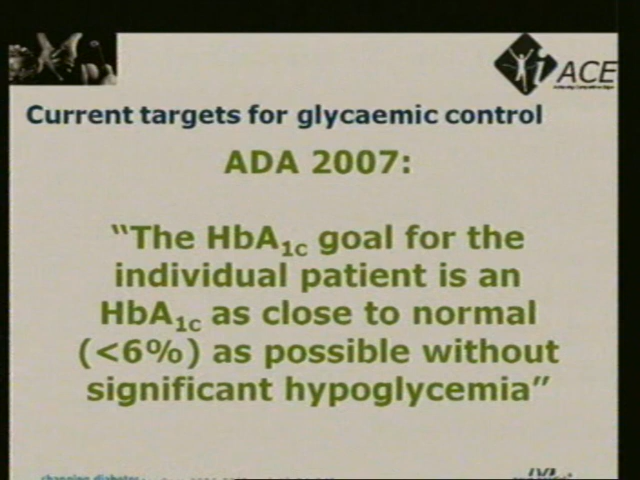 ACE
Current targets for glycaemic control
ADA 2007:
“The HbA1c goal for the
individual patient is an
HbA1c as close to normal
(<6%) as possible without
significant hypoglycemia”